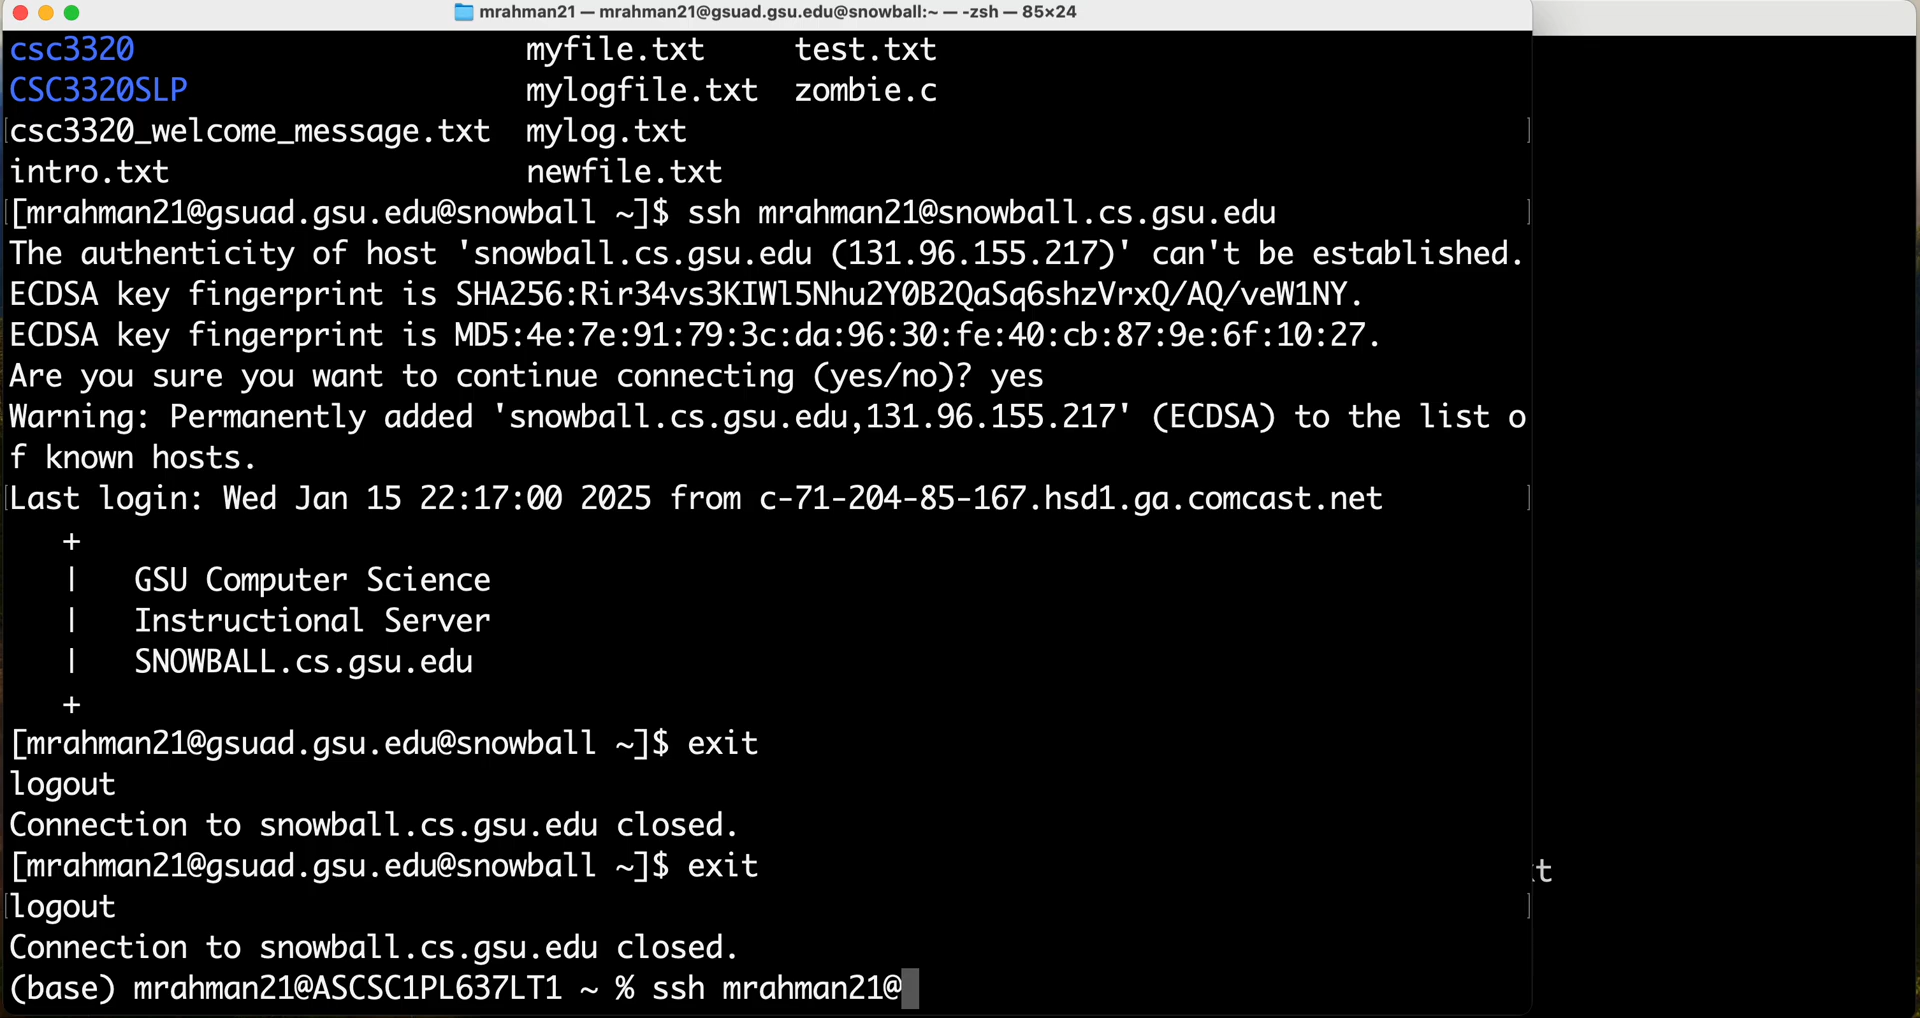 mrahman21 — mrahman21@gsuad.gsu.edu@snowball:~ — -zsh — 85×24
csc3320 myfile.txt test.txt
CSC3320SLP mylogfile.txt zombie.c
csc3320_welcome_message.txt mylog.txt
intro.txt newfile.txt
[mrahman21@gsuad.gsu.edu@snowball ~]$ ssh mrahman21@snowball.cs.gsu.edu
The authenticity of host 'snowball.cs.gsu.edu (131.96.155.217)' can't be established.
ECDSA key fingerprint is SHA256:Rir34vs3KIWl5Nhu2Y0B2QaSq6shzVrxQ/AQ/veW1NY.
ECDSA key fingerprint is MD5:4e:7e:91:79:3c:da:96:30:fe:40:cb:87:9e:6f:10:27.
Are you sure you want to continue connecting (yes/no)? yes
Warning: Permanently added 'snowball.cs.gsu.edu,131.96.155.217' (ECDSA) to the list o
f known hosts.
Last login: Wed Jan 15 22:17:00 2025 from c-71-204-85-167.hsd1.ga.comcast.net
+
| GSU Computer Science
| Instructional Server
| SNOWBALL.cs.gsu.edu
+
[mrahman21@gsuad.gsu.edu@snowball ~]$ exit
logout
Connection to snowball.cs.gsu.edu closed.
[mrahman21@gsuad.gsu.edu@snowball ~]$ exit
logout
Connection to snowball.cs.gsu.edu closed.
(base) mrahman21@ASCSC1PL637LT1 ~ % ssh mrahman21@